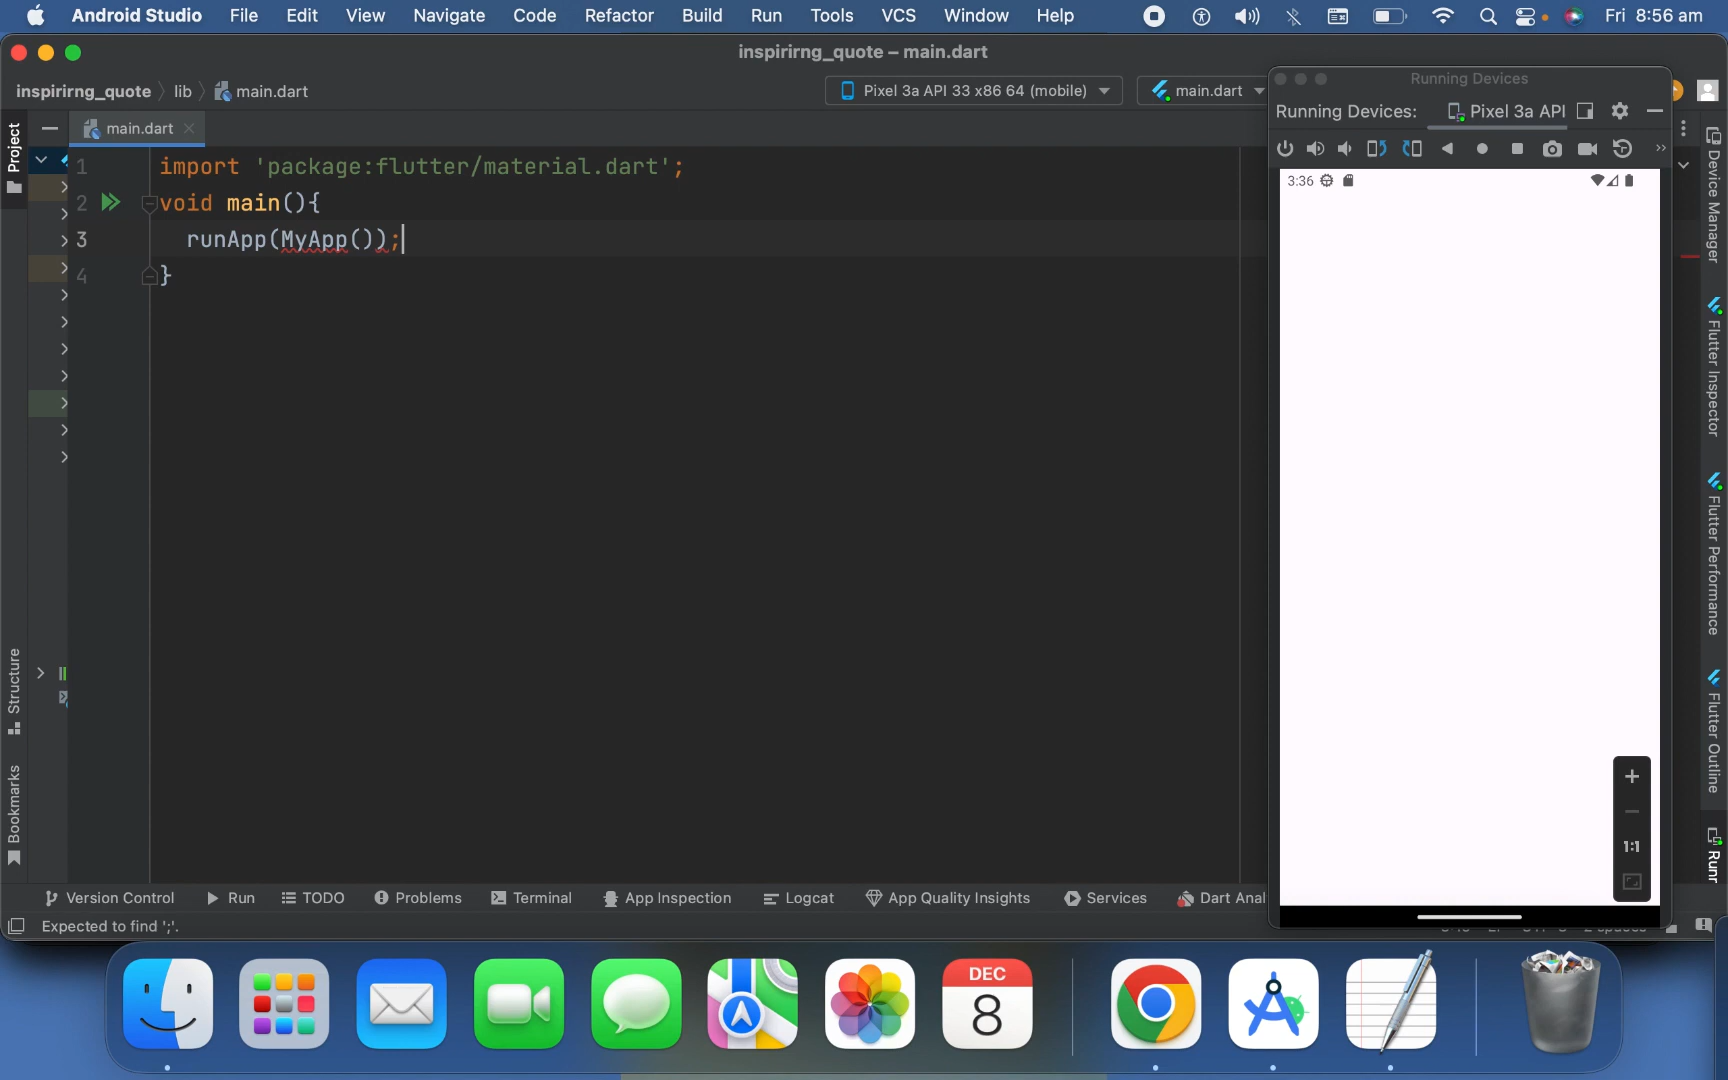 Android Studio File Edit View Navigate Code Refactor Build Run Tools VCS Window Help Fri 8:56 am
inspirirng_quote – main.dart
inspirirng_quote lib main.dart Pixel 3a API 33 x86 64 (mobile) main.dart
Running Devices
Running Devices: Pixel 3a API
main.dart
Project
1 import 'package:flutter/material.dart';
2 void main(){
3 runApp(MyApp());
4 }
3:36
1:1
Structure
Bookmarks
Device Manager
Flutter Inspector
Flutter Performance
Flutter Outline
Version Control Run TODO Problems Terminal App Inspection Logcat App Quality Insights Services Dart Anal
Expected to find ';'.
DEC
8